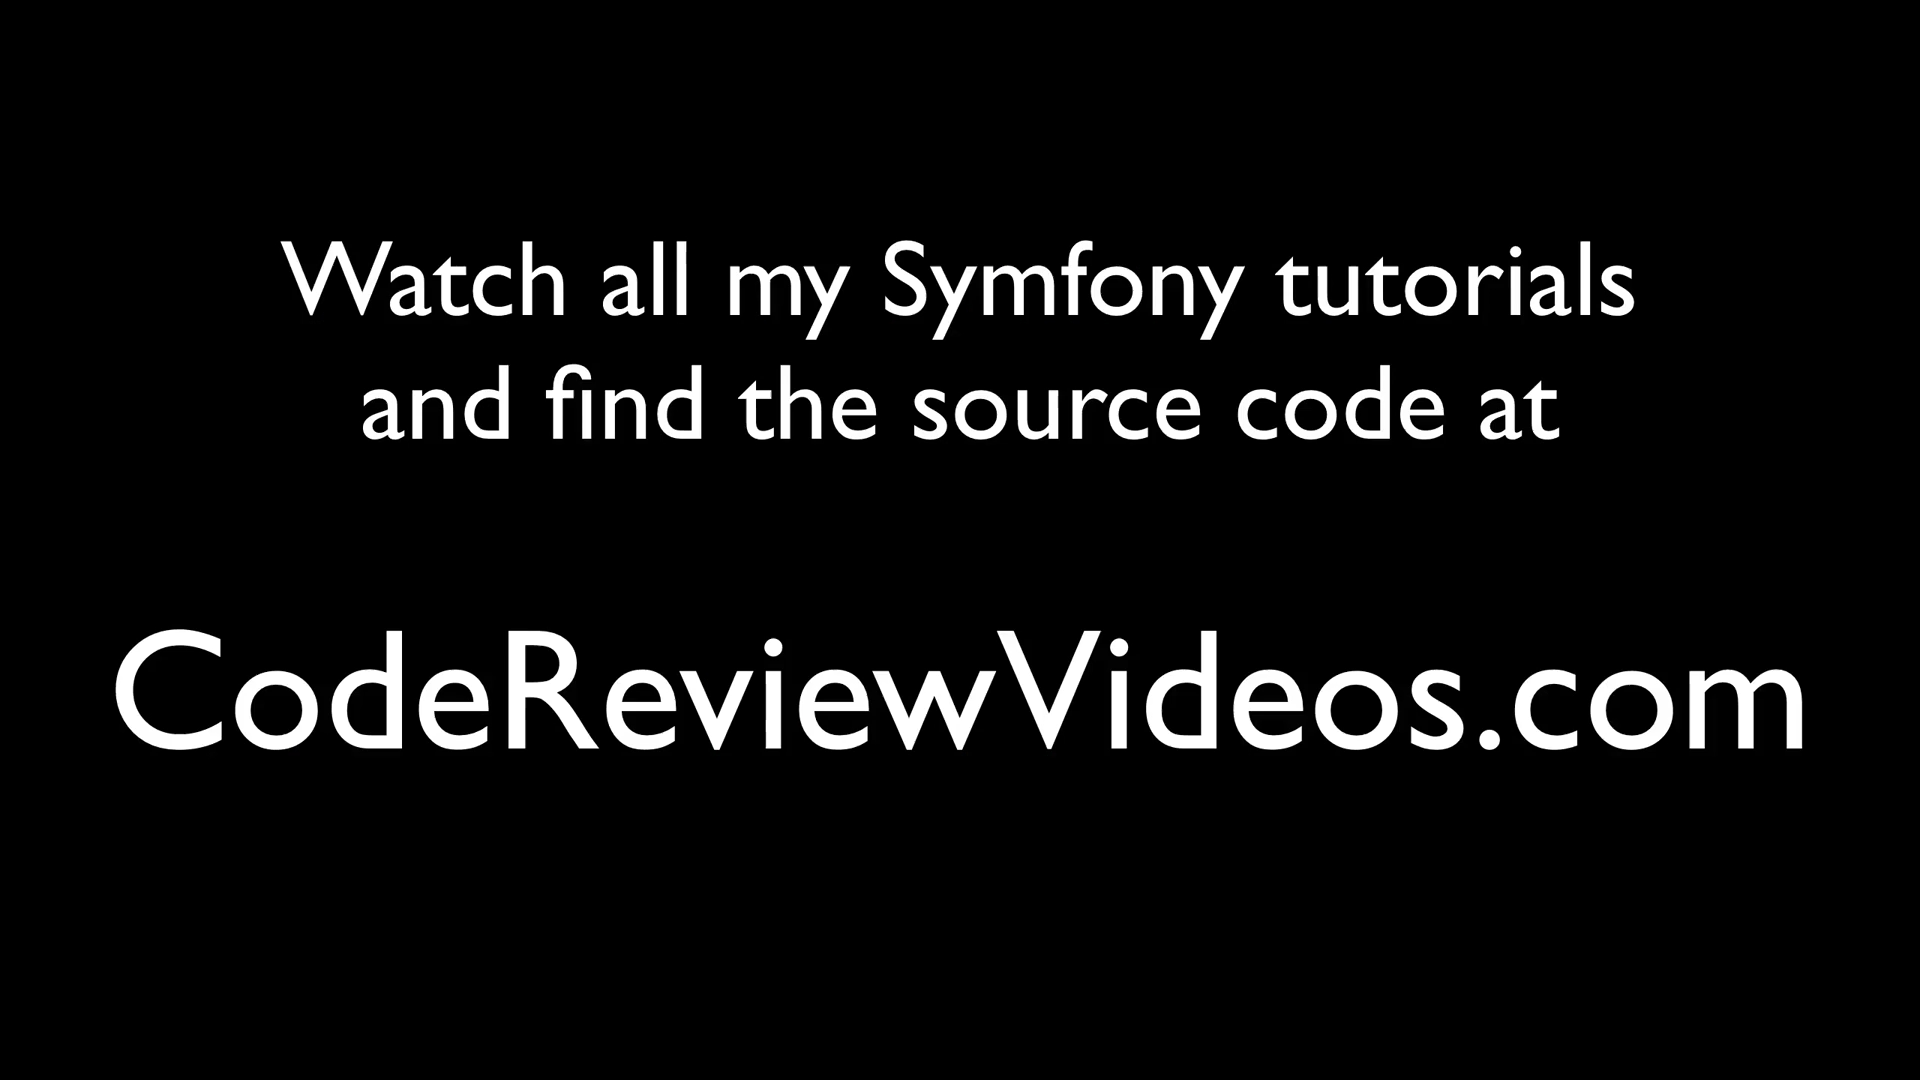 Watch all my Symfony tutorials
and find the source code at
CodeReviewVideos.com